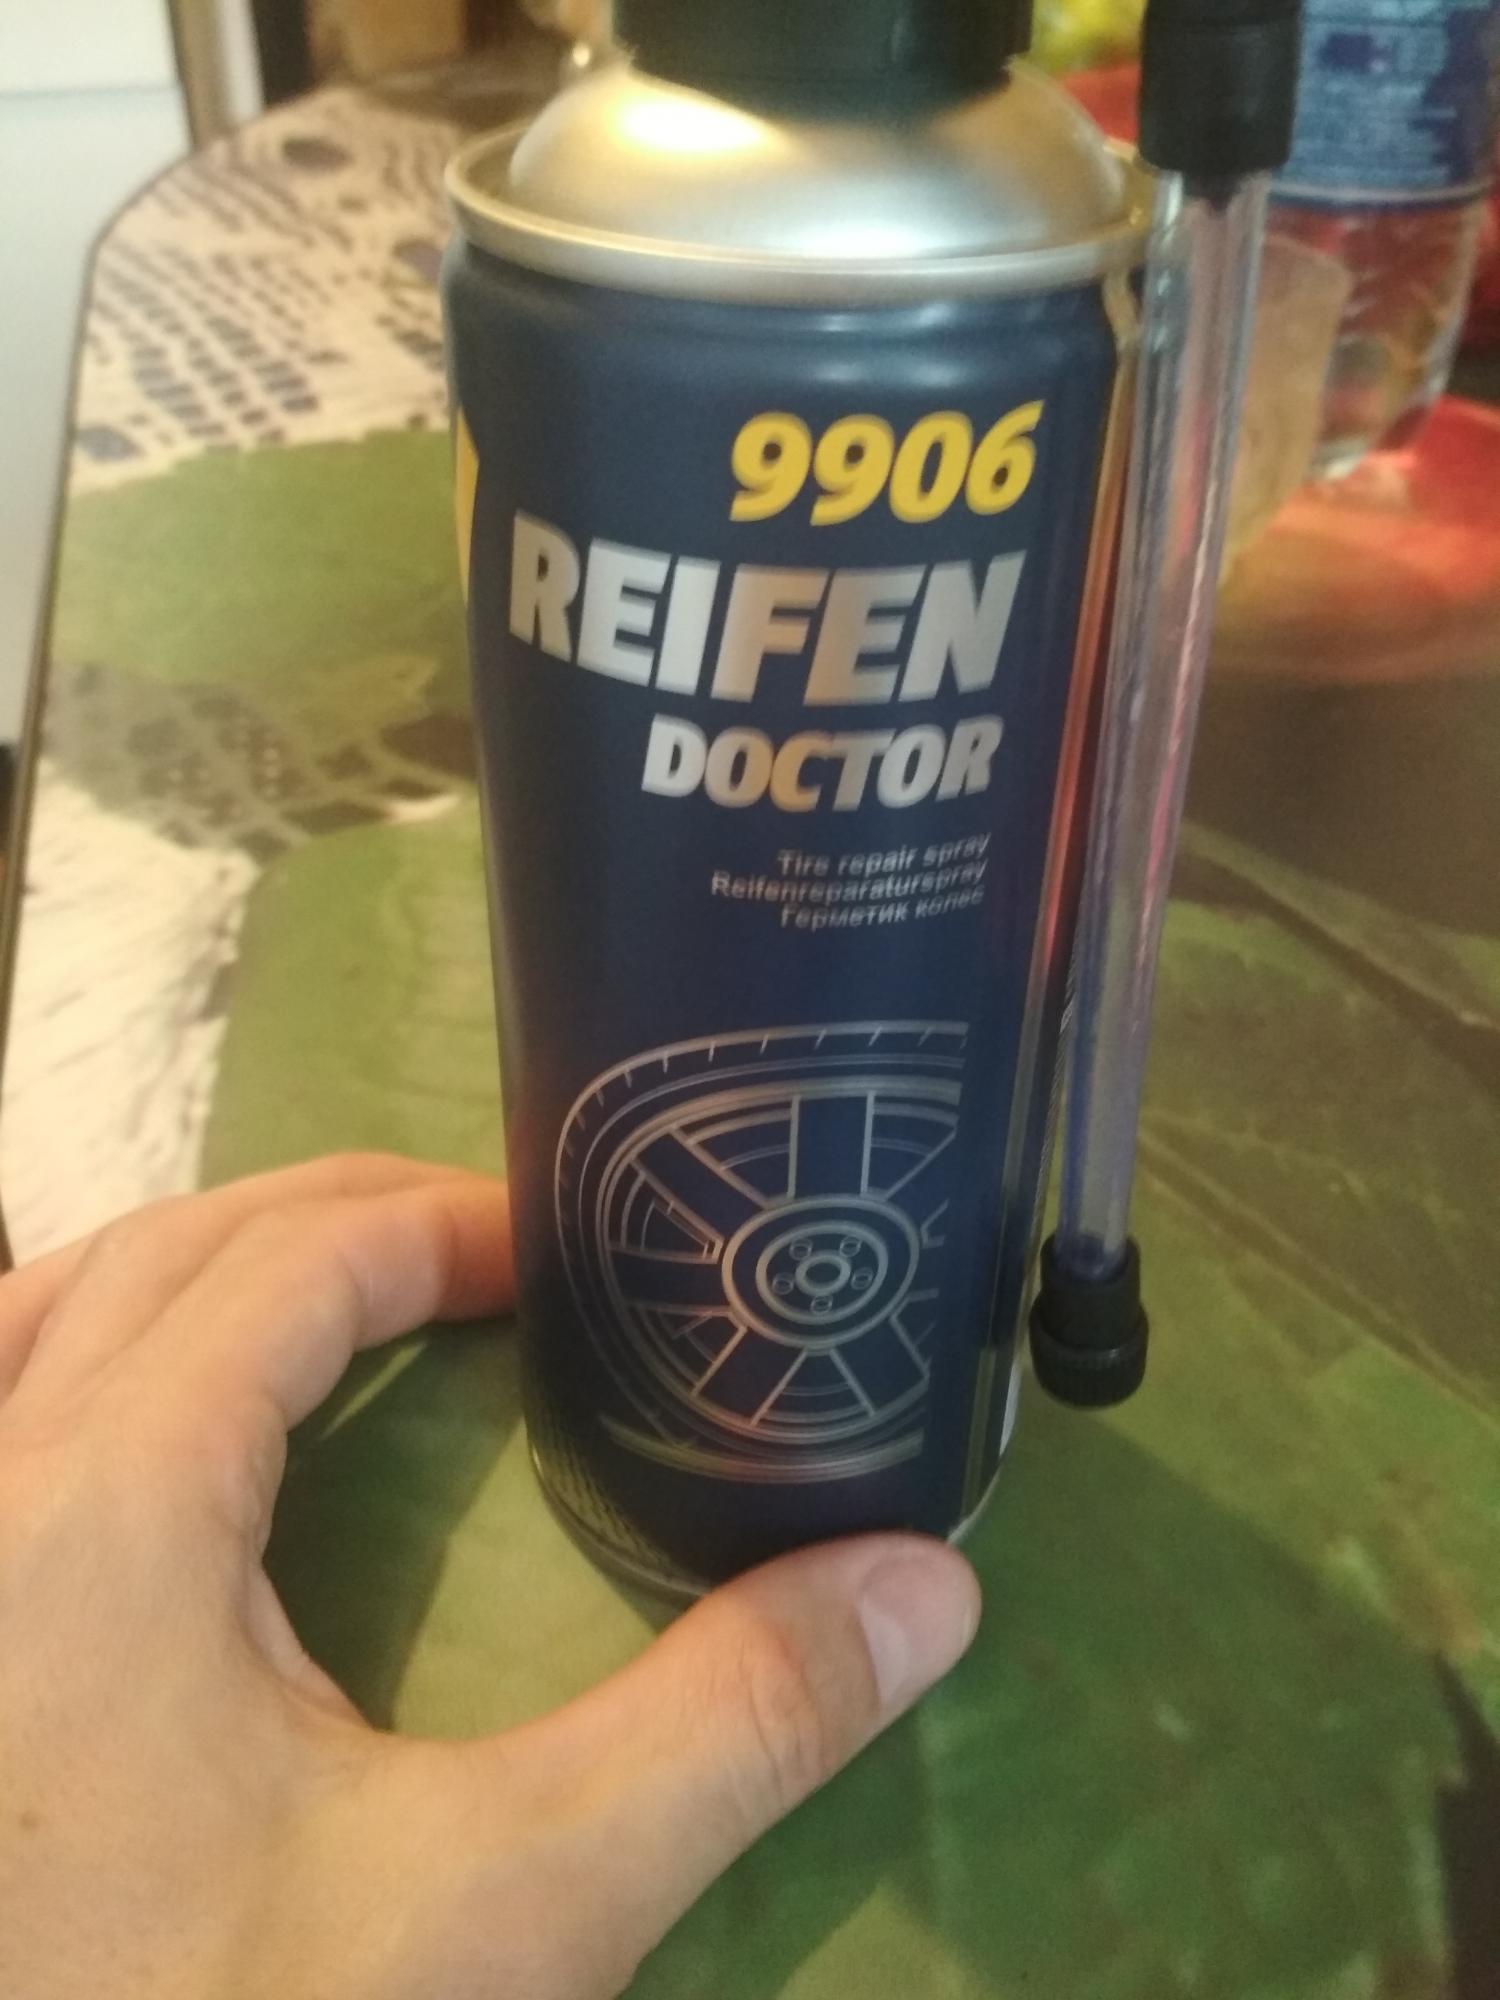 9906
REIFEN
DOCTOR
Tire repair spray
Reifenreparaturspray
Герметик колес